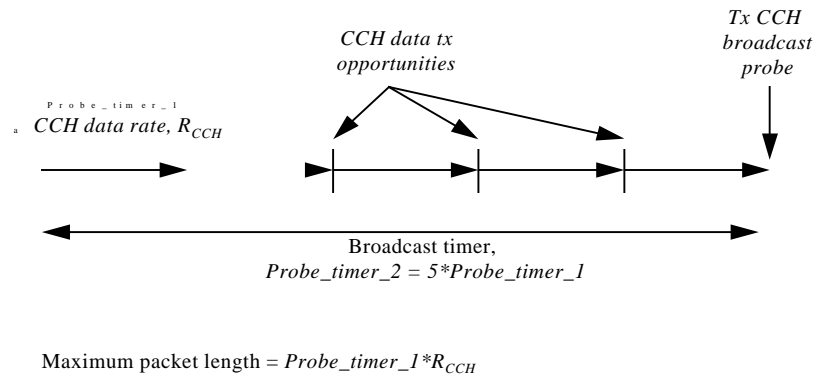 Tx CCH
broadcast
probe
CCH data tx
opportunities
Probe_timer_1
a
CCH data rate, R_CCH
Broadcast timer,
Probe_timer_2 = 5*Probe_timer_1
Maximum packet length = Probe_timer_1*R_CCH